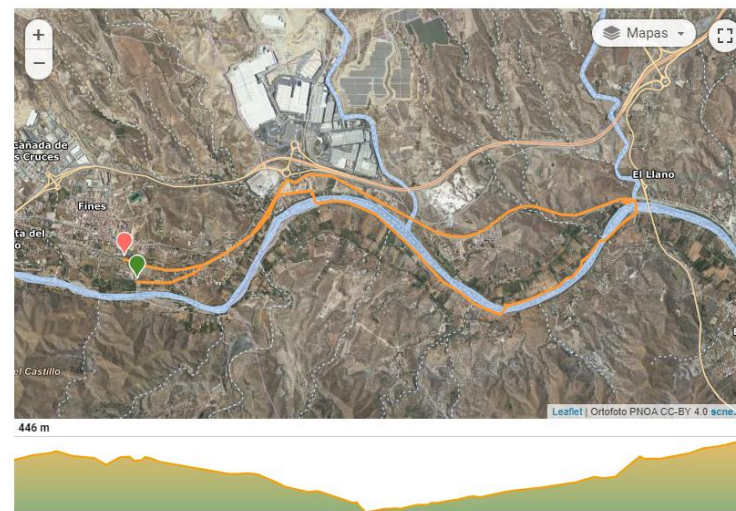 +
−
Mapas
Cañada de
s Cruces
El Llano
Fines
ta del
o
el Castillo
Leaflet | Ortofoto PNOA CC-BY 4.0 scne.
446 m